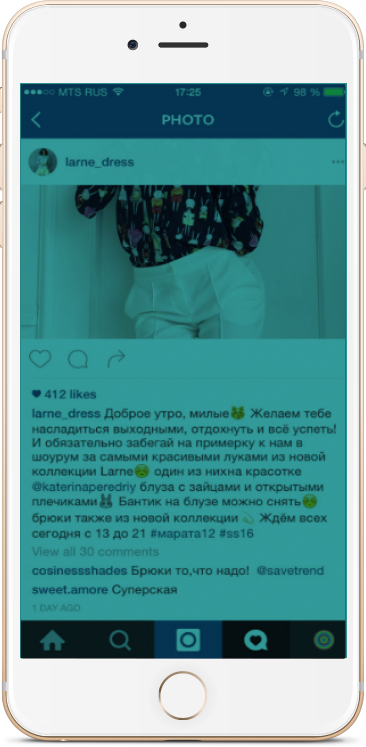 MTS RUS 17:25 98 %
PHOTO
larne_dress
412 likes
larne_dress Доброе утро, милые Желаем тебе
насладиться выходными, отдохнуть и всё успеть!
И обязательно забегай на примерку к нам в
шоурум за самыми красивыми луками из новой
коллекции Larne один из нихна красотке
@katerinaperedriy блуза с зайцами и открытыми
плечиками Бантик на блузе можно снять
брюки также из новой коллекции Ждём всех
сегодня с 13 до 21 #марата12 #ss16
View all 30 comments
cosinessshades Брюки то,что надо! @savetrend
sweet.amore Суперская
1 DAY AGO